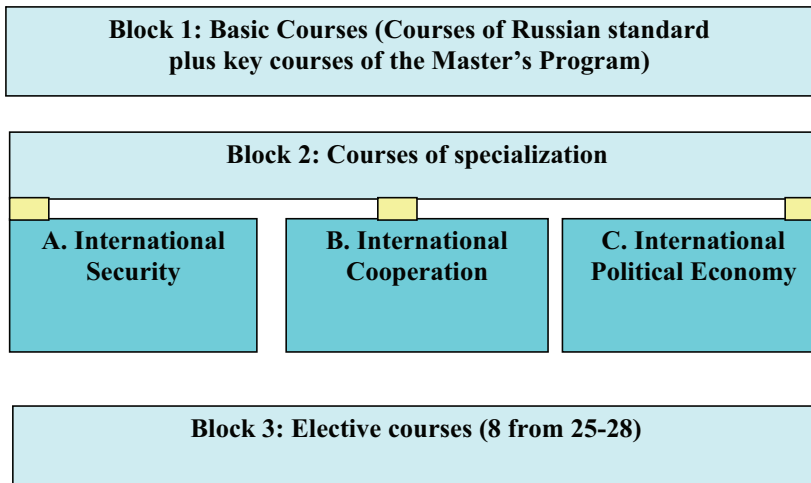 Block 1: Basic Courses (Courses of Russian standard
plus key courses of the Master’s Program)
Block 2: Courses of specialization
A. International
Security
B. International
Cooperation
C. International
Political Economy
Block 3: Elective courses (8 from 25-28)